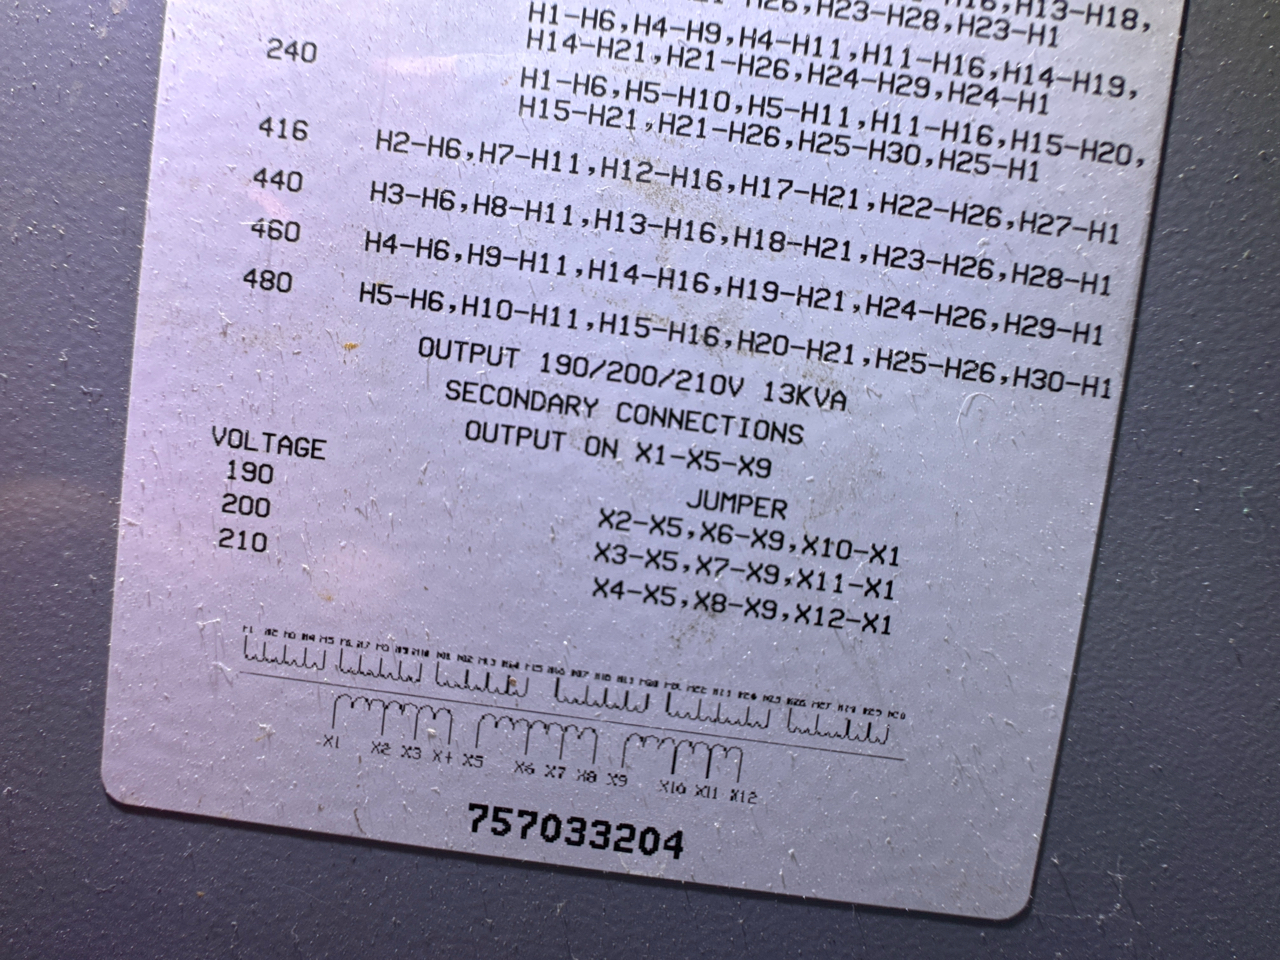 H13-H18,
H23-H28,H23-H1
H1-H6,H4-H9,H4-H11,H11-H16,H14-H19,
240 H14-H21,H21-H26,H24-H29,H24-H1
H1-H6,H5-H10,H5-H11,H11-H16,H15-H20,
H15-H21,H21-H26,H25-H30,H25-H1
416 H2-H6,H7-H11,H12-H16,H17-H21,H22-H26,H27-H1
440 H3-H6,H8-H11,H13-H16,H18-H21,H23-H26,H28-H1
460 H4-H6,H9-H11,H14-H16,H19-H21,H24-H26,H29-H1
480 H5-H6,H10-H11,H15-H16,H20-H21,H25-H26,H30-H1
OUTPUT 190/200/210V 13KVA
SECONDARY CONNECTIONS
OUTPUT ON X1-X5-X9
VOLTAGE JUMPER
190 X2-X5,X6-X9,X10-X1
200 X3-X5,X7-X9,X11-X1
210 X4-X5,X8-X9,X12-X1
X1 X2 X3 X4 X5 X6 X7 X8 X9 X10 X11 X12
757033204